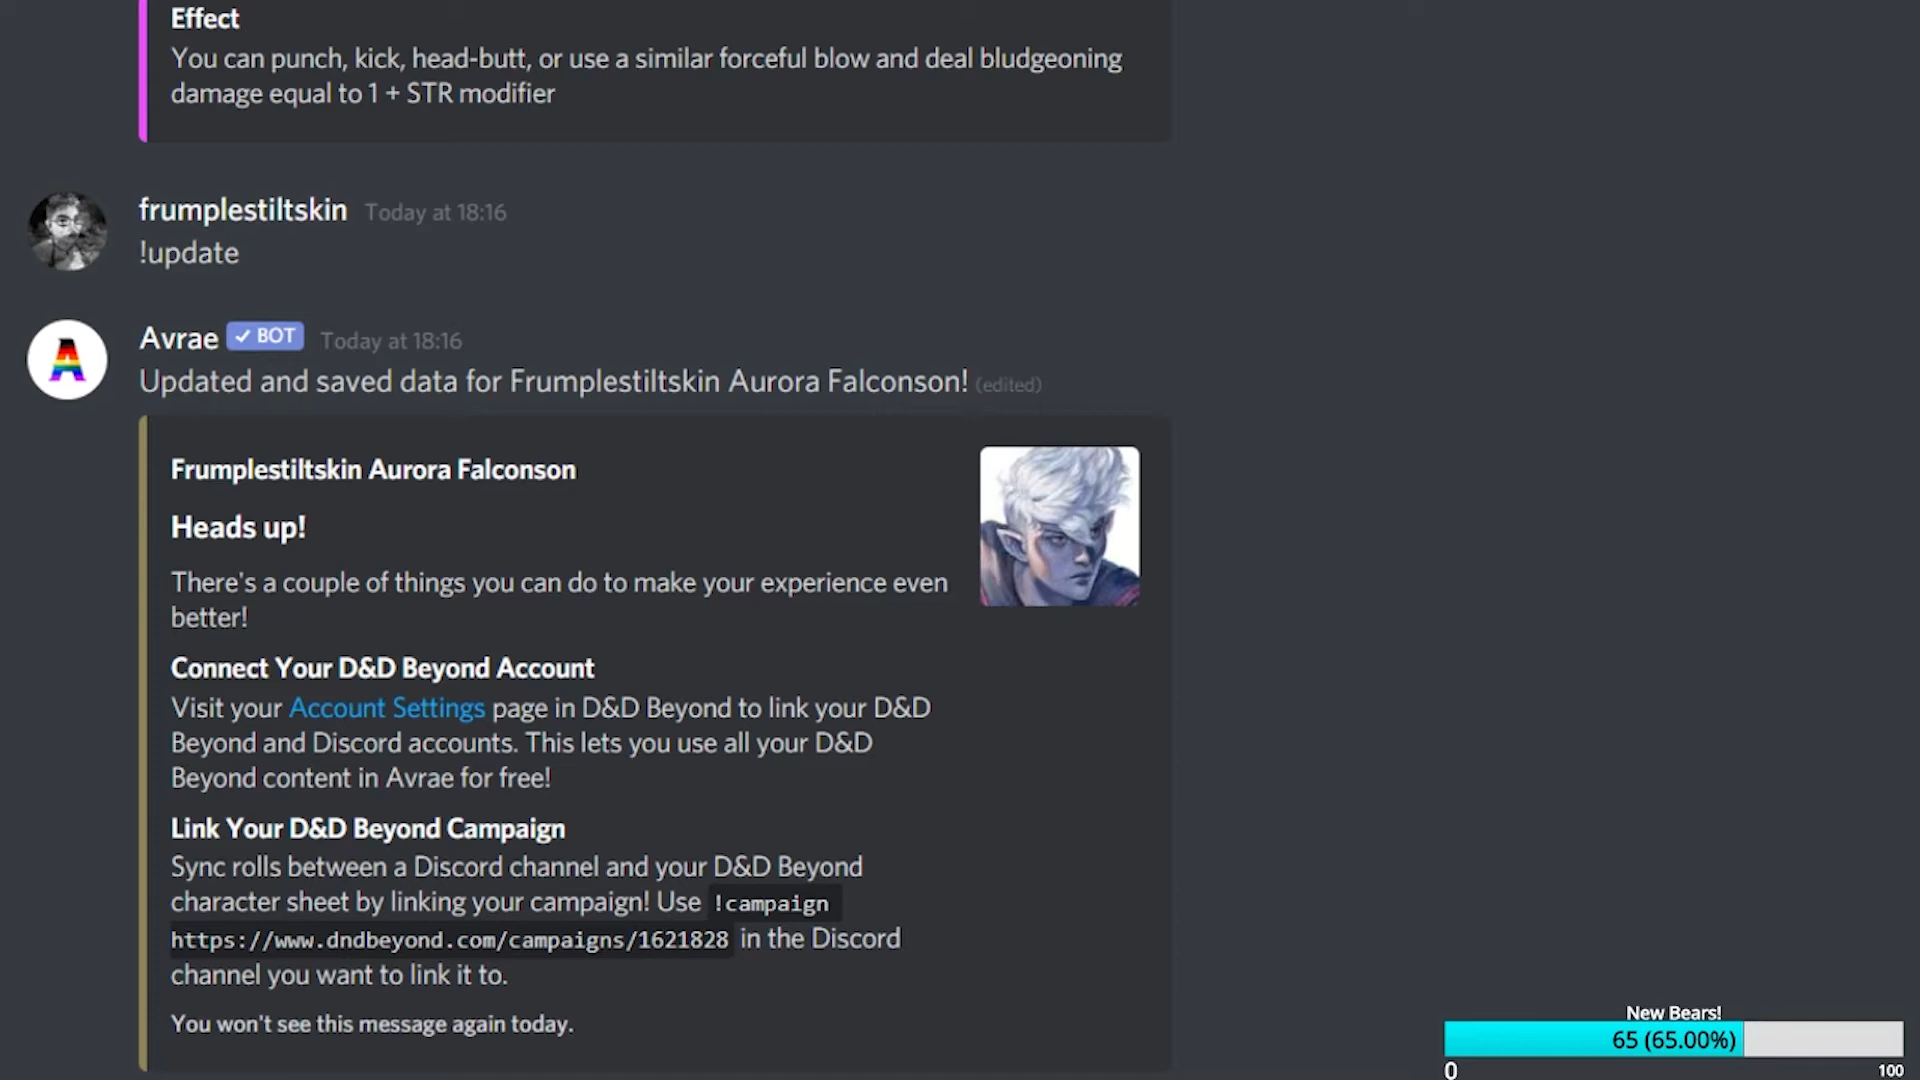 Effect
You can punch, kick, head-butt, or use a similar forceful blow and deal bludgeoning
damage equal to 1 + STR modifier
frumplestiltskin Today at 18:16
!update
A
Avrae ✓ BOT Today at 18:16
Updated and saved data for Frumplestiltskin Aurora Falconson! (edited)
Frumplestiltskin Aurora Falconson
Heads up!
There's a couple of things you can do to make your experience even
better!
Connect Your D&D Beyond Account
Visit your Account Settings page in D&D Beyond to link your D&D
Beyond and Discord accounts. This lets you use all your D&D
Beyond content in Avrae for free!
Link Your D&D Beyond Campaign
Sync rolls between a Discord channel and your D&D Beyond
character sheet by linking your campaign! Use !campaign
https://www.dndbeyond.com/campaigns/1621828 in the Discord
channel you want to link it to.
You won't see this message again today.
New Bears!
65 (65.00%)
0 100